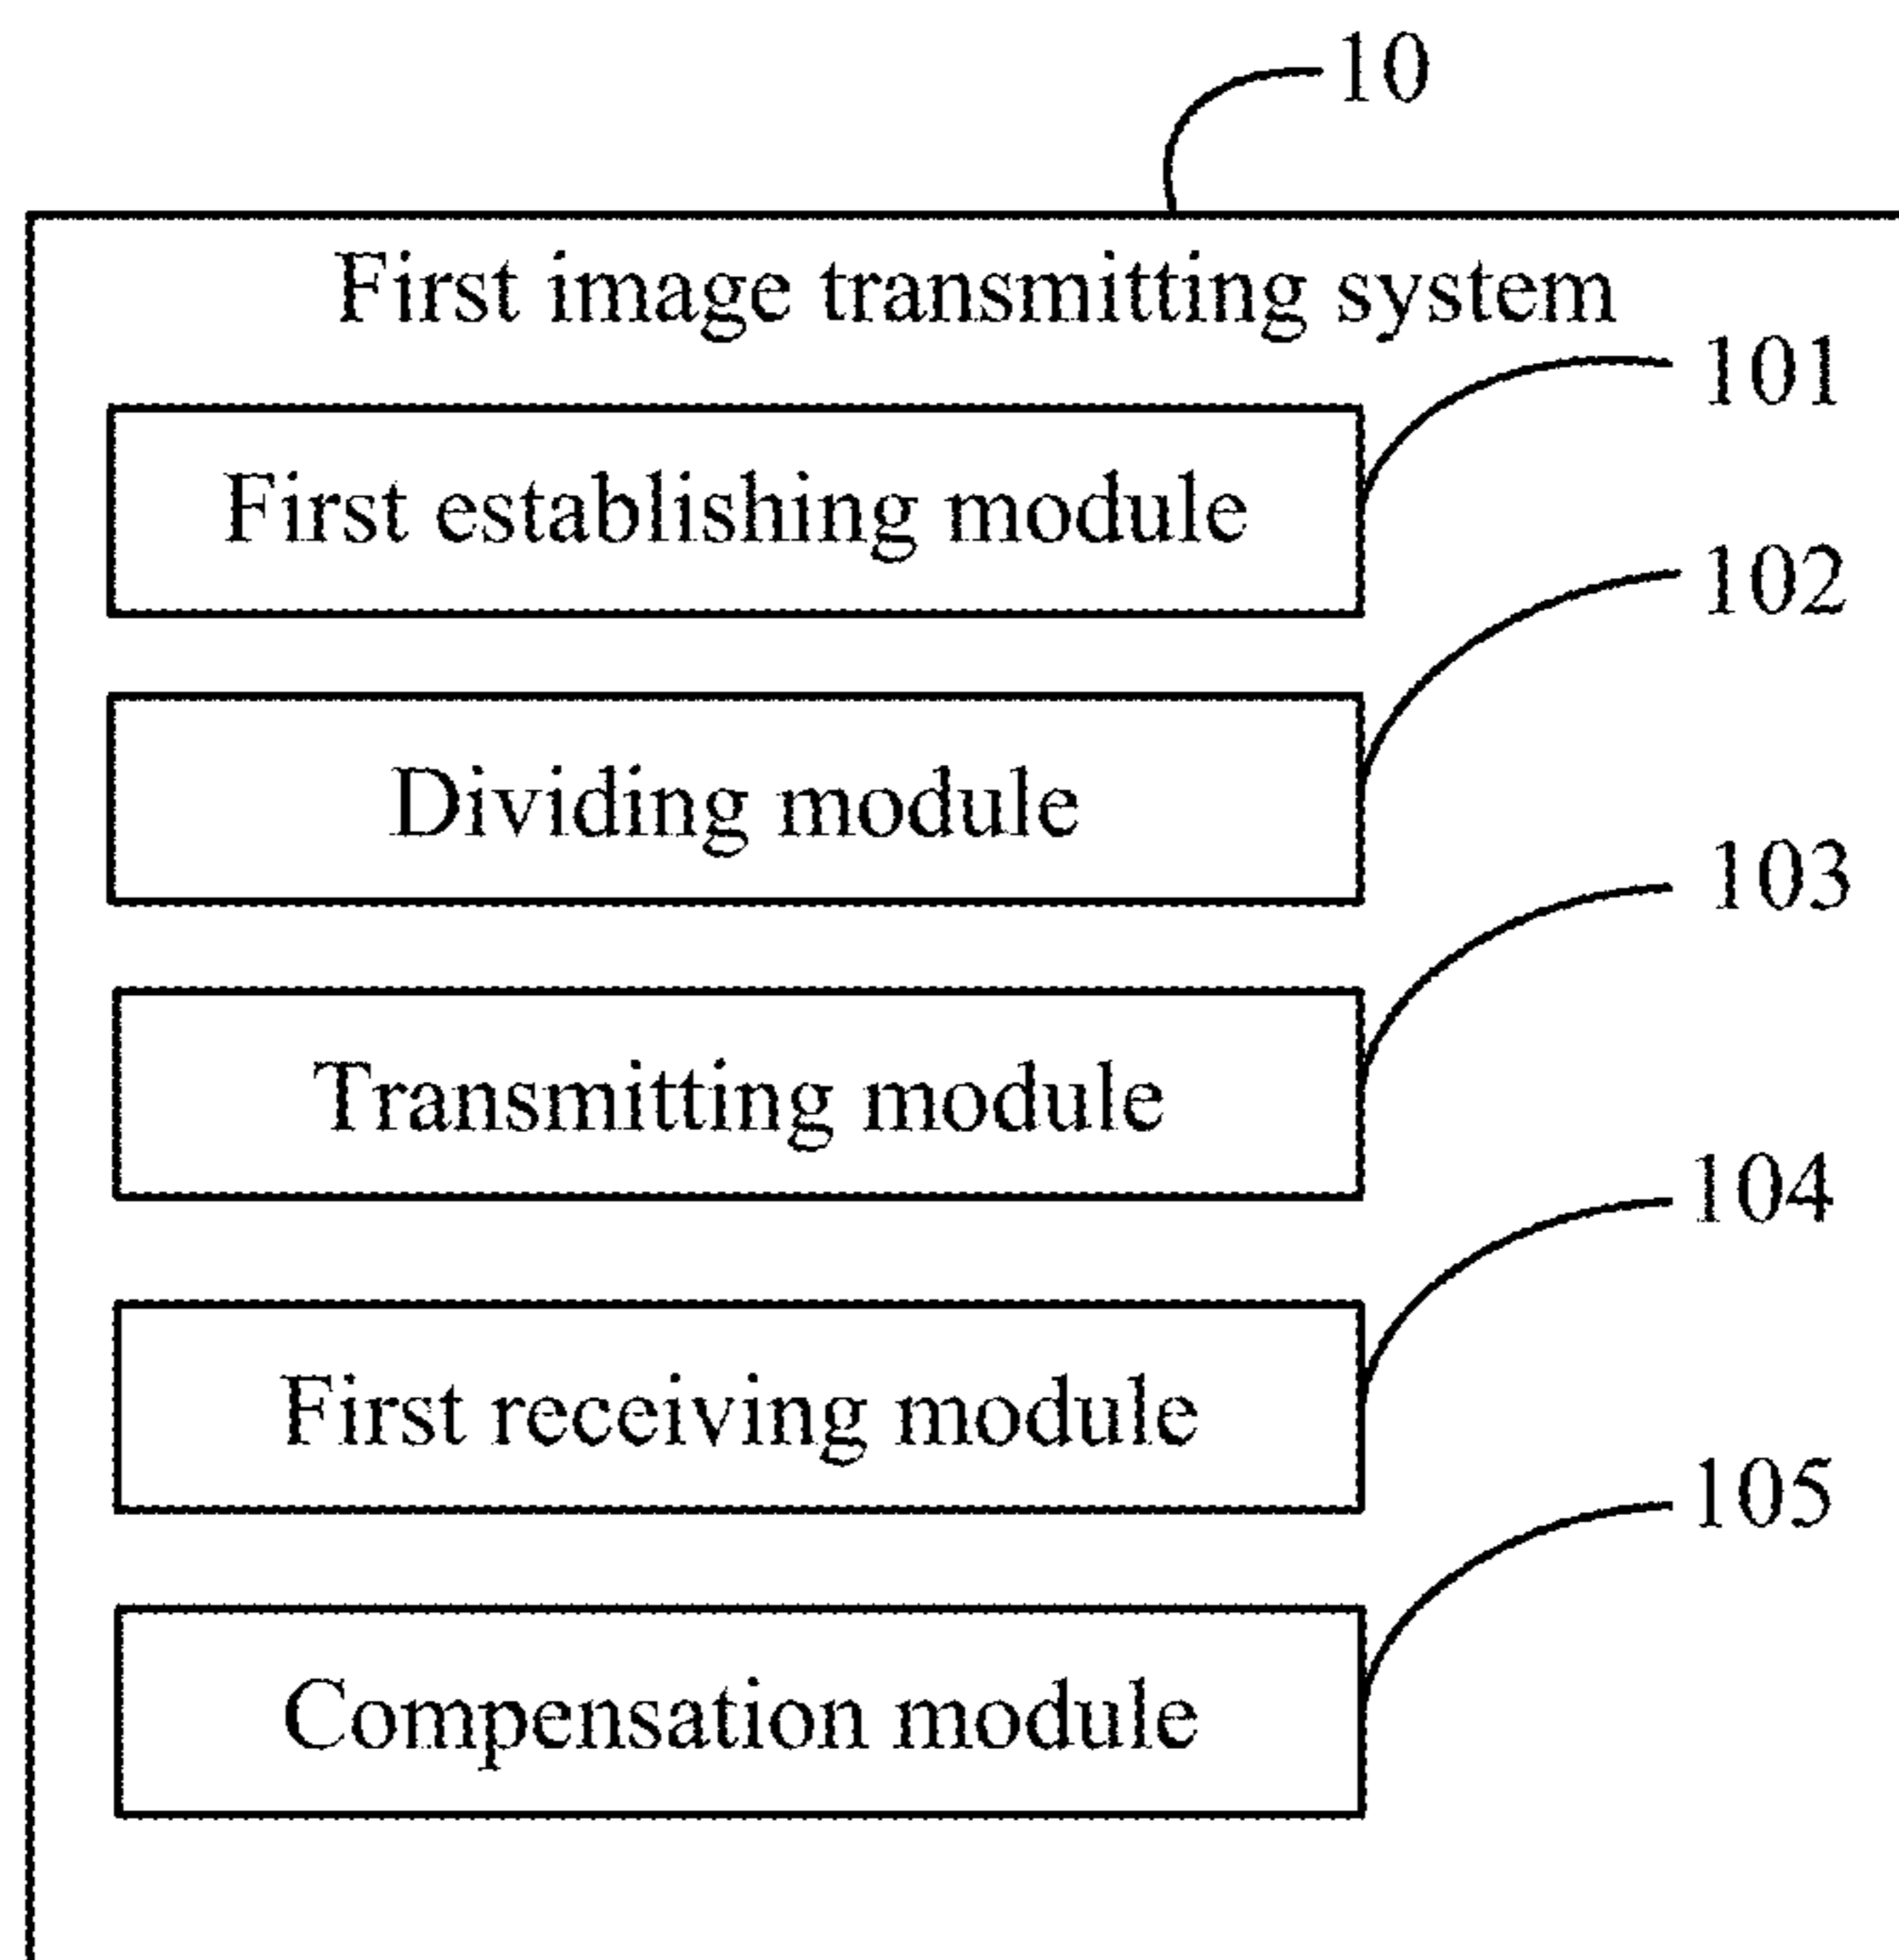 10
First image transmitting system
101
First establishing module
102
Dividing module
103
Transmitting module
104
First receiving module
105
Compensation module